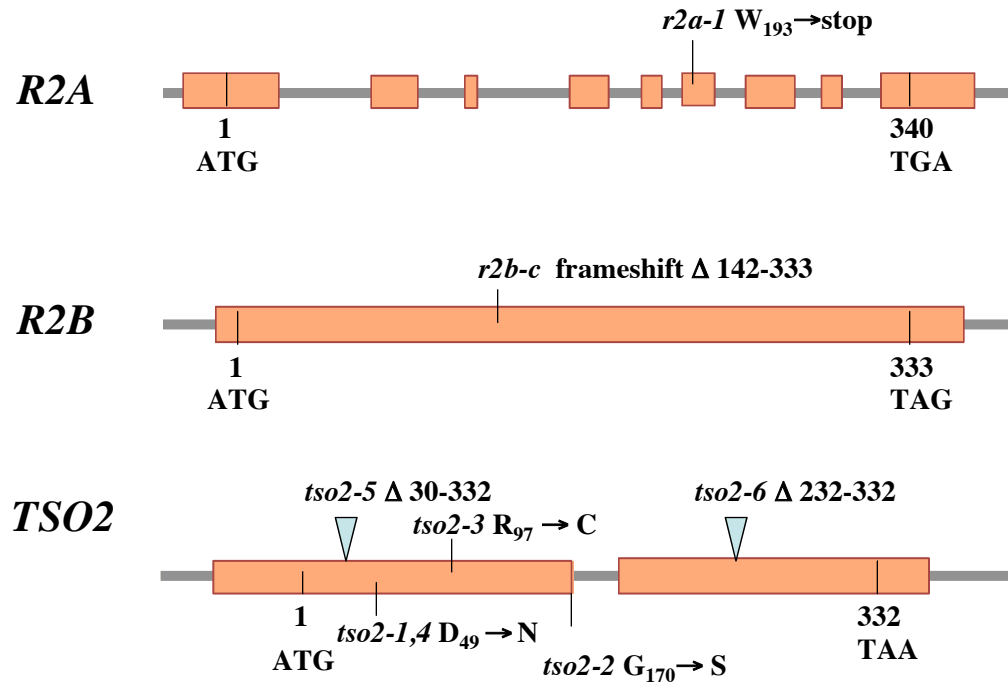 r2a-1 W193→stop
R2A
1
ATG
340
TGA
r2b-c frameshift Δ 142-333
R2B
1
ATG
333
TAG
tso2-5 Δ 30-332
tso2-6 Δ 232-332
TSO2
tso2-3 R97 → C
1
ATG
tso2-1,4 D49 → N
332
TAA
tso2-2 G170→ S